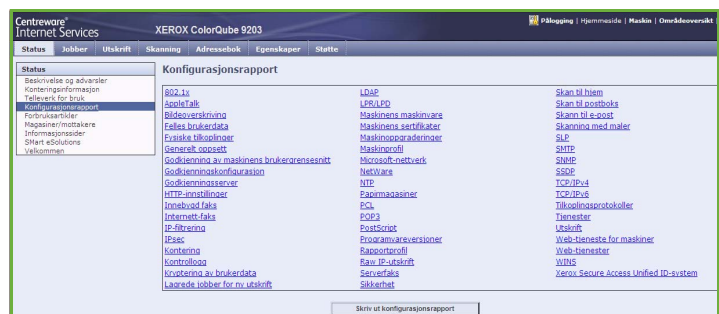 Centreware®
Internet Services
XEROX ColorQube 9203
Pålogging | Hjemmeside | Maskin | Områdeoversikt |
Status Jobber Utskrift Skanning Adressebok Egenskaper Støtte
Status
Beskrivelse og advarsler
Konteringsinformasjon
Telleverk for bruk
Konfigurasjonsrapport
Forbruksartikler
Magasiner/mottakere
Informasjonssider
SMart eSolutions
Velkommen
Konfigurasjonsrapport
802.1x
AppleTalk
Bildeoverskriving
Felles brukerdata
Fysiske tilkoplinger
Generelt oppsett
Godkjenning av maskinens brukergrensesnitt
Godkjenningskonfigurasjon
Godkjenningsserver
HTTP-innstillinger
Innebygd faks
Internett-faks
IP-filtrering
IPsec
Kontering
Kontrollogg
Kryptering av brukerdata
Lagrede jobber for ny utskrift
LDAP
LPR/LPD
Maskinens maskinvare
Maskinens sertifikater
Maskinoppgraderinger
Maskinprofil
Microsoft-nettverk
NetWare
NTP
Papirmagasiner
PCL
POP3
PostScript
Programvareversjoner
Rapportprofil
Raw IP-utskrift
Serverfaks
Sikkerhet
Skan til hjem
Skan til postboks
Skann til e-post
Skanning med maler
SLP
SMTP
SNMP
SSDP
TCP/IPv4
TCP/IPv6
Tilkoplingsprotokoller
Tjenester
Utskrift
Web-tjeneste for maskiner
Web-tjenester
WINS
Xerox Secure Access Unified ID-system
Skriv ut konfigurasjonsrapport